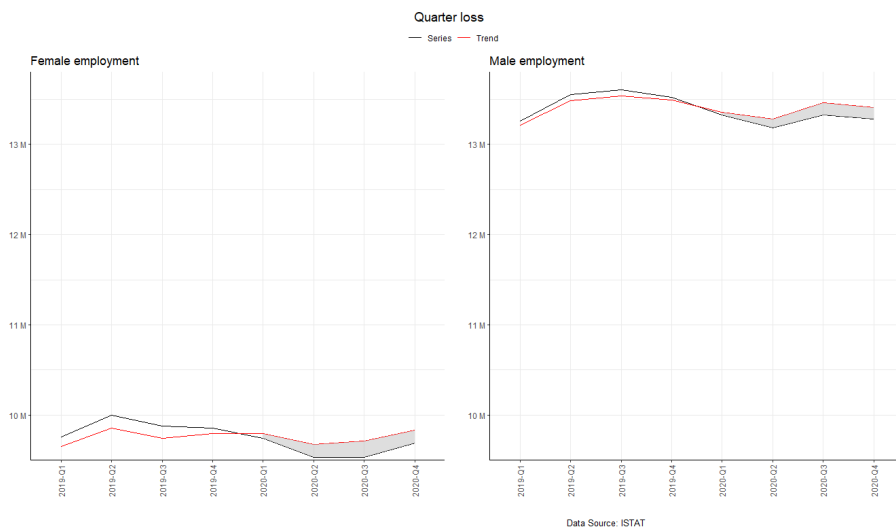 Quarter loss
Series Trend
Female employment
13 M
12 M
11 M
10 M
2019-Q1
2019-Q2
2019-Q3
2019-Q4
2020-Q1
2020-Q2
2020-Q3
2020-Q4
Male employment
13 M
12 M
11 M
10 M
2019-Q1
2019-Q2
2019-Q3
2019-Q4
2020-Q1
2020-Q2
2020-Q3
2020-Q4
Data Source: ISTAT